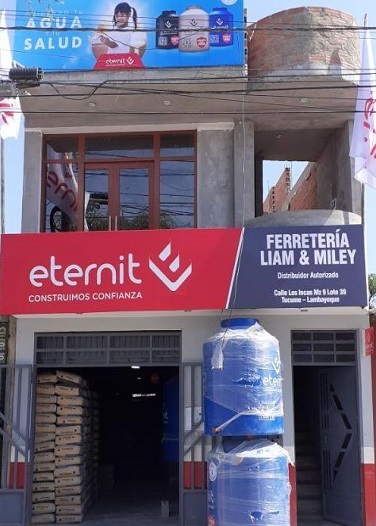 AGUA
SALUD
eternit
eternit
CONSTRUIMOS CONFIANZA
FERRETERÍA
LIAM & MILEY
Distribuidor Autorizado
Calle Los Incas Mz 9 Lote 39
Tucume - Lambayeque
eternit